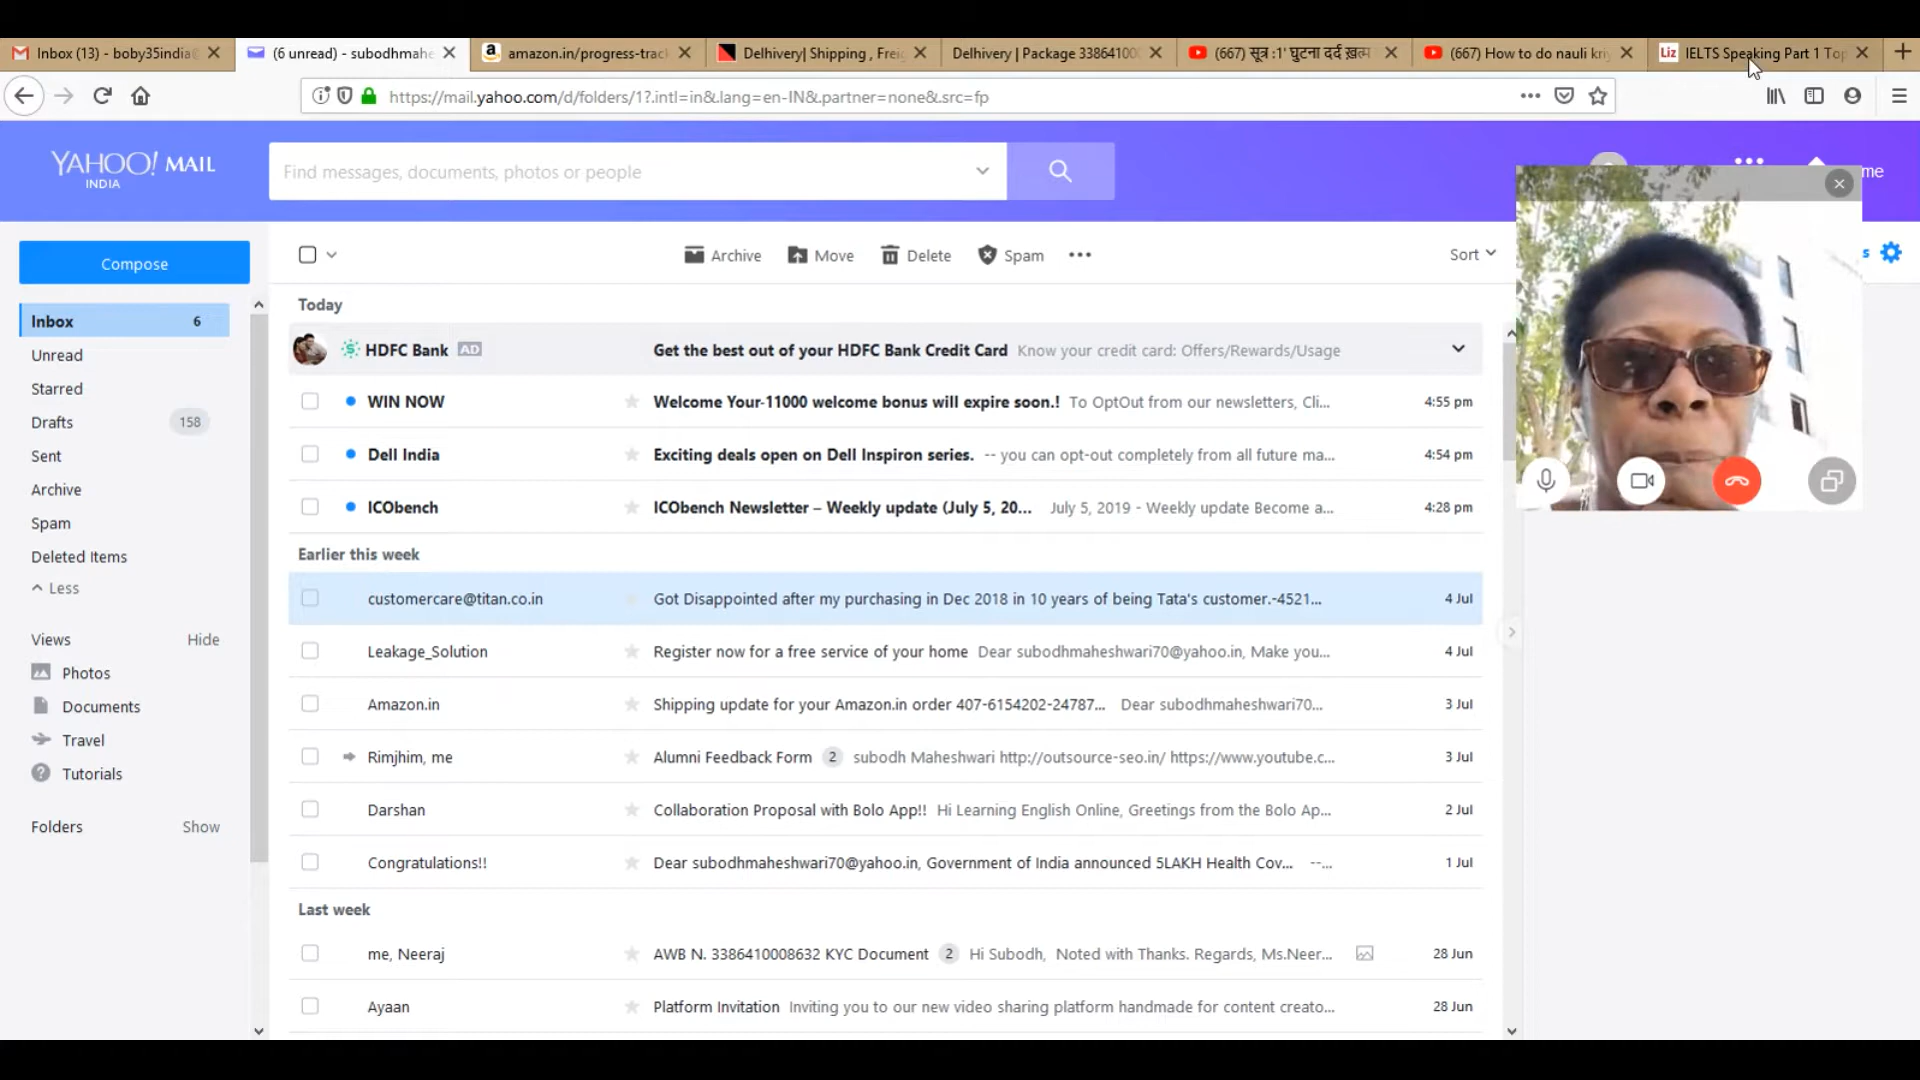 Inbox (13) - boby35india@
(6 unread) - subodhmahe
amazon.in/progress-track
Delhivery| Shipping , Frei
Delhivery | Package 33864100
(667) सूत्र :1' घुटना दर्द ख़त्म
(667) How to do nauli kriy
Liz IELTS Speaking Part 1 Top
https://mail.yahoo.com/d/folders/1?.intl=in&.lang=en-IN&.partner=none&.src=fp
YAHOO! MAIL
INDIA
Find messages, documents, photos or people
me
Compose
Archive Move Delete Spam
Sort
s
Today
Inbox 6
Unread
Starred
Drafts 158
Sent
Archive
Spam
Deleted Items
Less
Views Hide
Photos
Documents
Travel
Tutorials
Folders Show
HDFC Bank AD Get the best out of your HDFC Bank Credit Card Know your credit card: Offers/Rewards/Usage
WIN NOW Welcome Your-11000 welcome bonus will expire soon.! To OptOut from our newsletters, Cli... 4:55 pm
Dell India Exciting deals open on Dell Inspiron series. -- you can opt-out completely from all future ma... 4:54 pm
ICObench ICObench Newsletter – Weekly update (July 5, 20... July 5, 2019 - Weekly update Become a... 4:28 pm
Earlier this week
customercare@titan.co.in Got Disappointed after my purchasing in Dec 2018 in 10 years of being Tata's customer.-4521... 4 Jul
Leakage_Solution Register now for a free service of your home Dear subodhmaheshwari70@yahoo.in, Make you... 4 Jul
Amazon.in Shipping update for your Amazon.in order 407-6154202-24787... Dear subodhmaheshwari70... 3 Jul
Rimjhim, me Alumni Feedback Form 2 subodh Maheshwari http://outsource-seo.in/ https://www.youtube.c... 3 Jul
Darshan Collaboration Proposal with Bolo App!! Hi Learning English Online, Greetings from the Bolo Ap... 2 Jul
Congratulations!! Dear subodhmaheshwari70@yahoo.in, Government of India announced 5LAKH Health Cov... --... 1 Jul
Last week
me, Neeraj AWB N. 3386410008632 KYC Document 2 Hi Subodh, Noted with Thanks. Regards, Ms.Neer... 28 Jun
Ayaan Platform Invitation Inviting you to our new video sharing platform handmade for content creato... 28 Jun